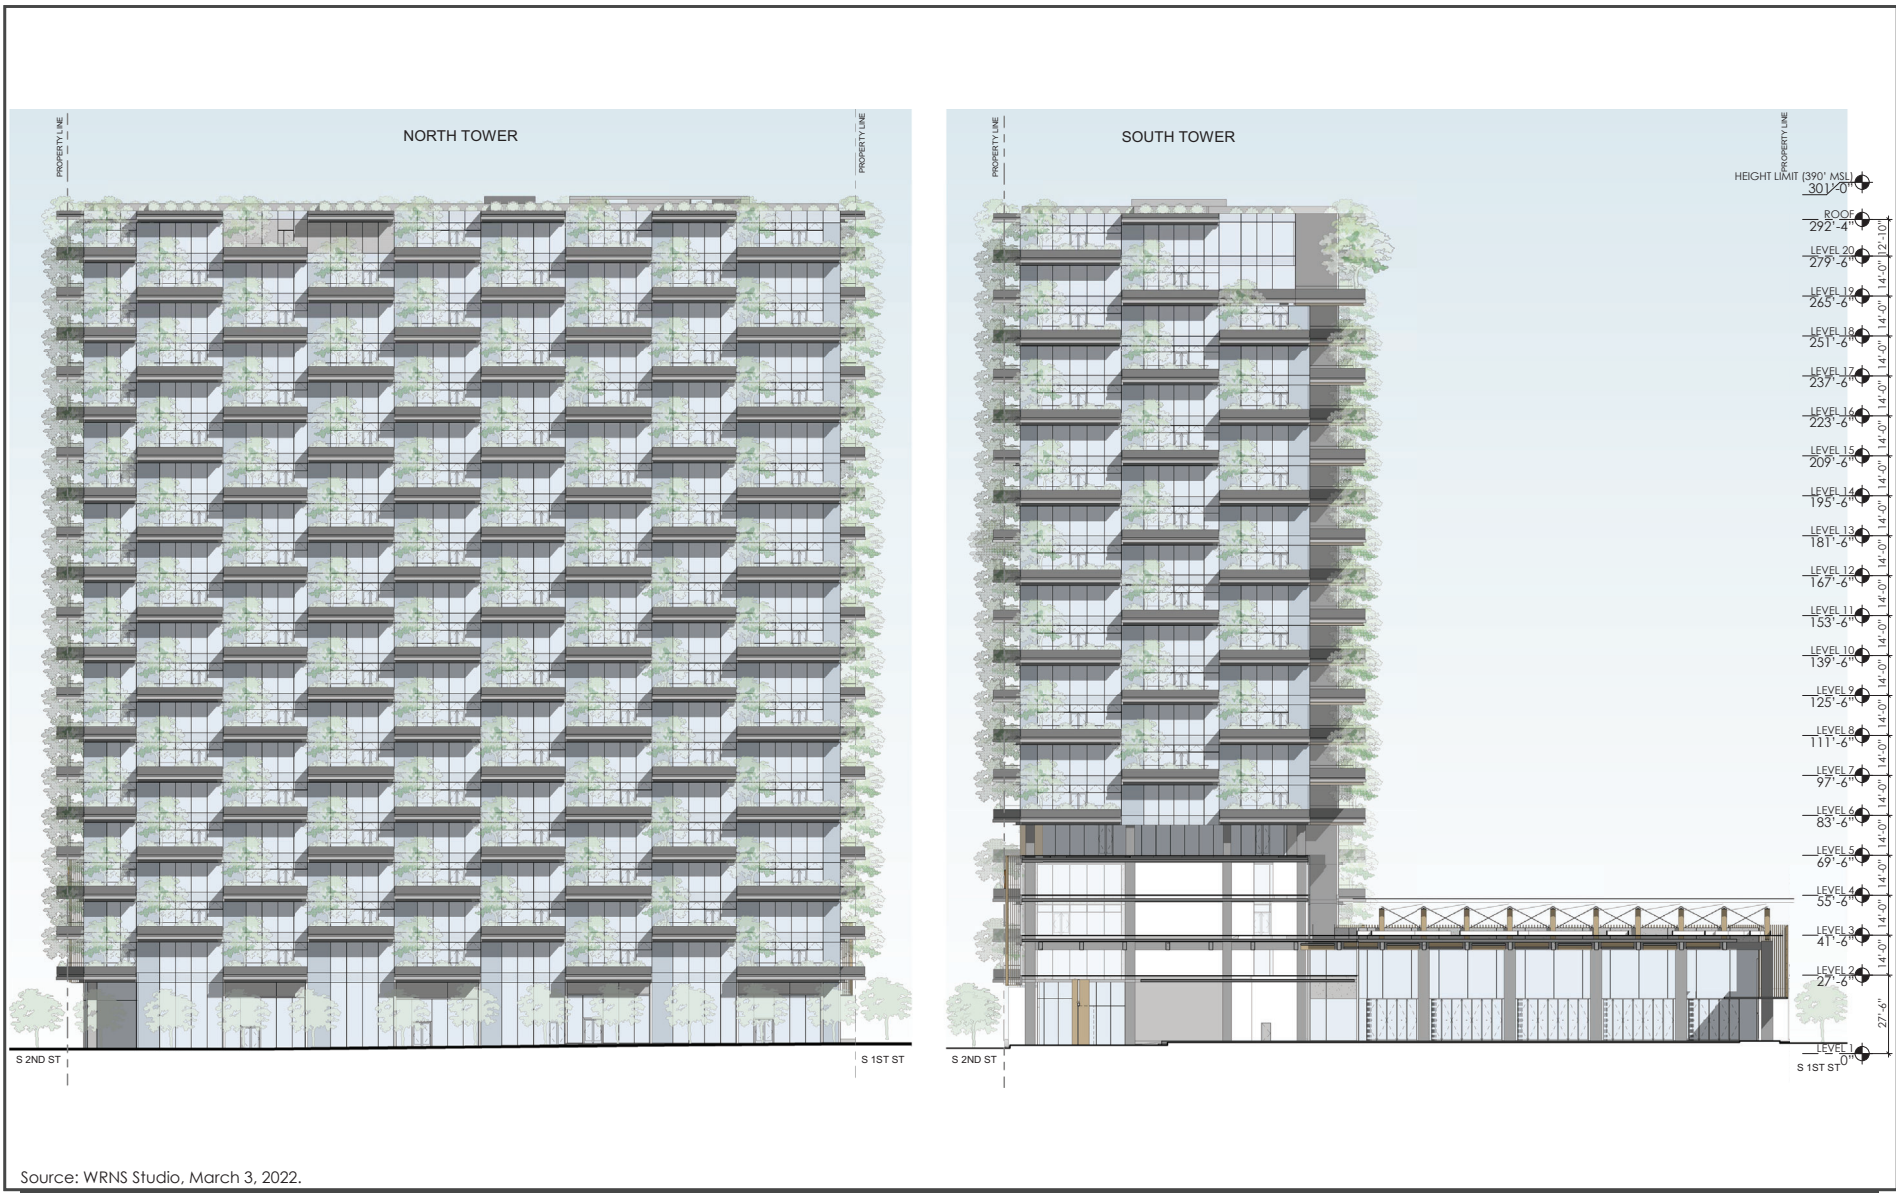 NORTH TOWER
PROPERTY LINE
PROPERTY LINE
S 2ND ST
S 1ST ST
SOUTH TOWER
PROPERTY LINE
PROPERTY LINE
S 2ND ST
S 1ST ST
HEIGHT LIMIT (390' MSL)
301'-0"
ROOF
292'-4"
12'-10"
LEVEL 20
279'-6"
14'-0"
LEVEL 19
265'-6"
14'-0"
LEVEL 18
251'-6"
14'-0"
LEVEL 17
237'-6"
14'-0"
LEVEL 16
223'-6"
14'-0"
LEVEL 15
209'-6"
14'-0"
LEVEL 14
195'-6"
14'-0"
LEVEL 13
181'-6"
14'-0"
LEVEL 12
167'-6"
14'-0"
LEVEL 11
153'-6"
14'-0"
LEVEL 10
139'-6"
14'-0"
LEVEL 9
125'-6"
14'-0"
LEVEL 8
111'-6"
14'-0"
LEVEL 7
97'-6"
14'-0"
LEVEL 6
83'-6"
14'-0"
LEVEL 5
69'-6"
14'-0"
LEVEL 4
55'-6"
14'-0"
LEVEL 3
41'-6"
14'-0"
LEVEL 2
27'-6"
27'-6"
LEVEL 1
0"
Source: WRNS Studio, March 3, 2022.